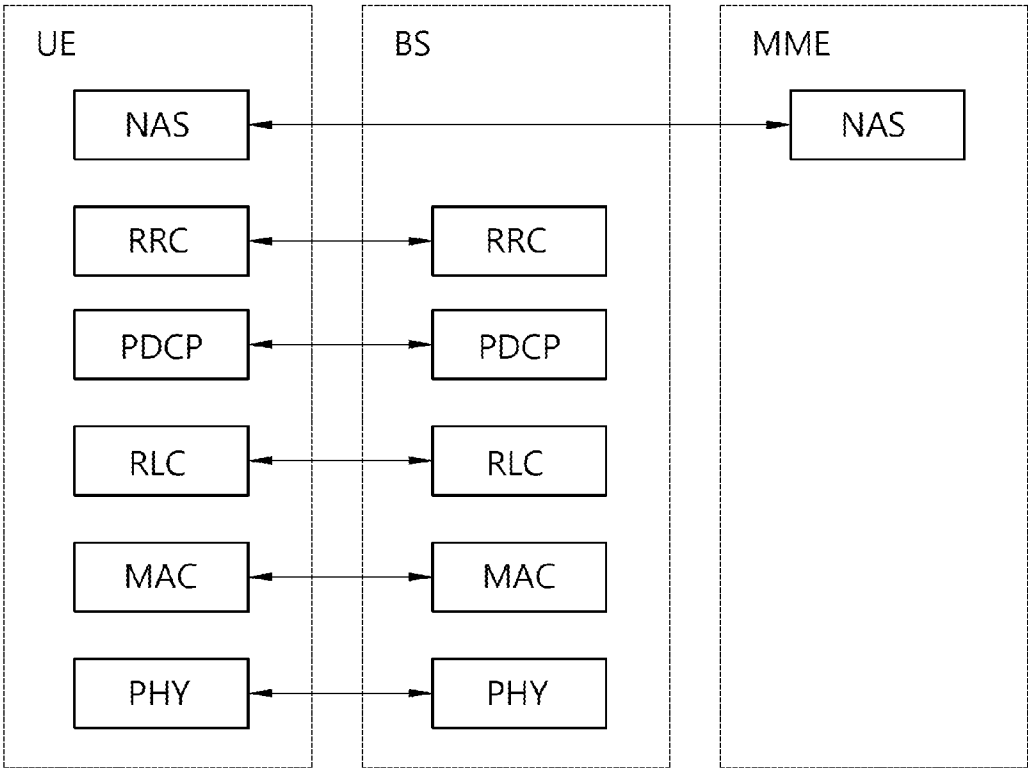 UE BS MME
NAS NAS
RRC RRC
PDCP PDCP
RLC RLC
MAC MAC
PHY PHY